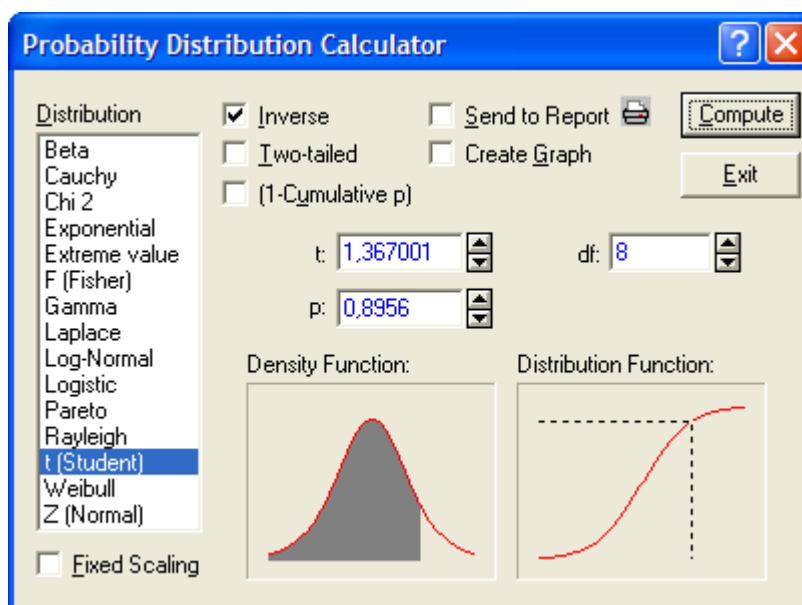 Probability Distribution Calculator
Distribution
Beta
Cauchy
Chi 2
Exponential
Extreme value
F (Fisher)
Gamma
Laplace
Log-Normal
Logistic
Pareto
Rayleigh
t (Student)
Weibull
Z (Normal)
Fixed Scaling
Inverse
Two-tailed
(1-Cumulative p)
Send to Report
Create Graph
Compute
Exit
t: 1,367001
df: 8
p: 0,8956
Density Function:
Distribution Function: